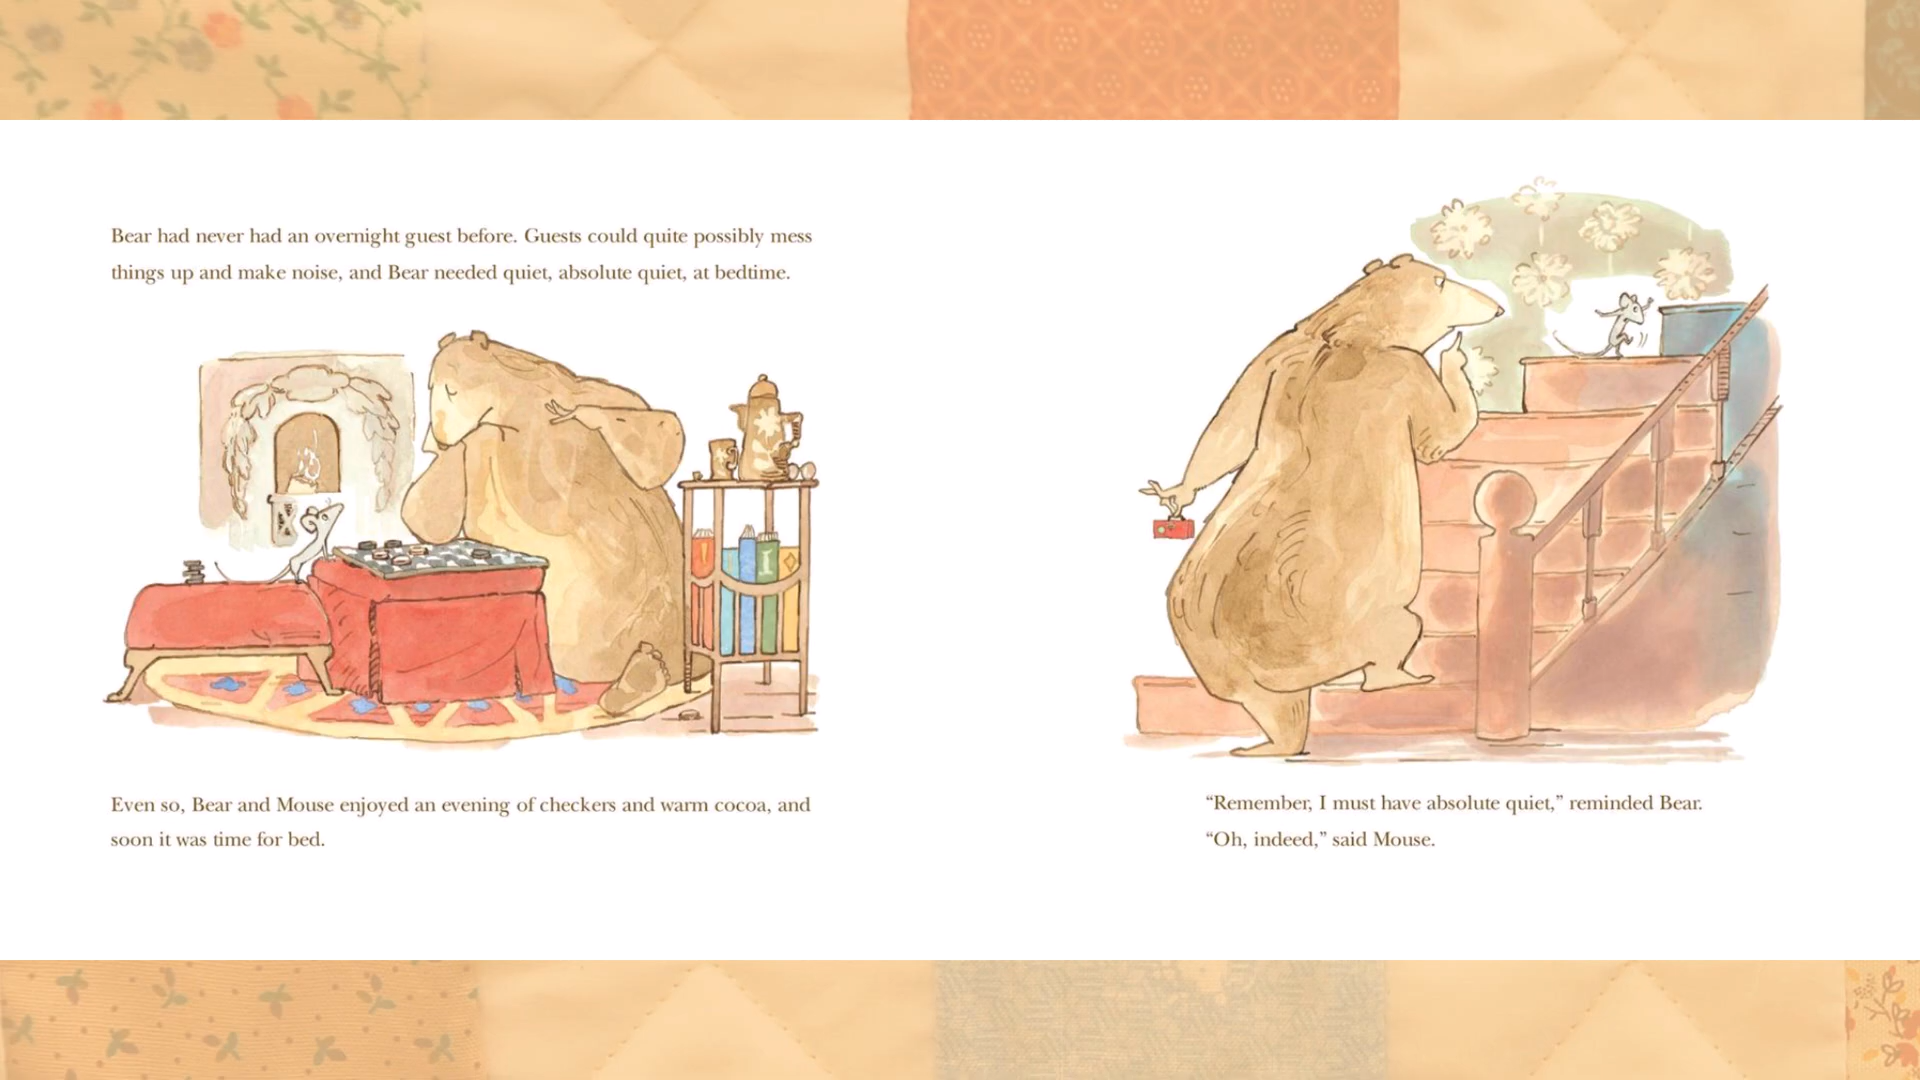 Bear had never had an overnight guest before. Guests could quite possibly mess
things up and make noise, and Bear needed quiet, absolute quiet, at bedtime.
Even so, Bear and Mouse enjoyed an evening of checkers and warm cocoa, and
soon it was time for bed.
“Remember, I must have absolute quiet,” reminded Bear.
“Oh, indeed,” said Mouse.